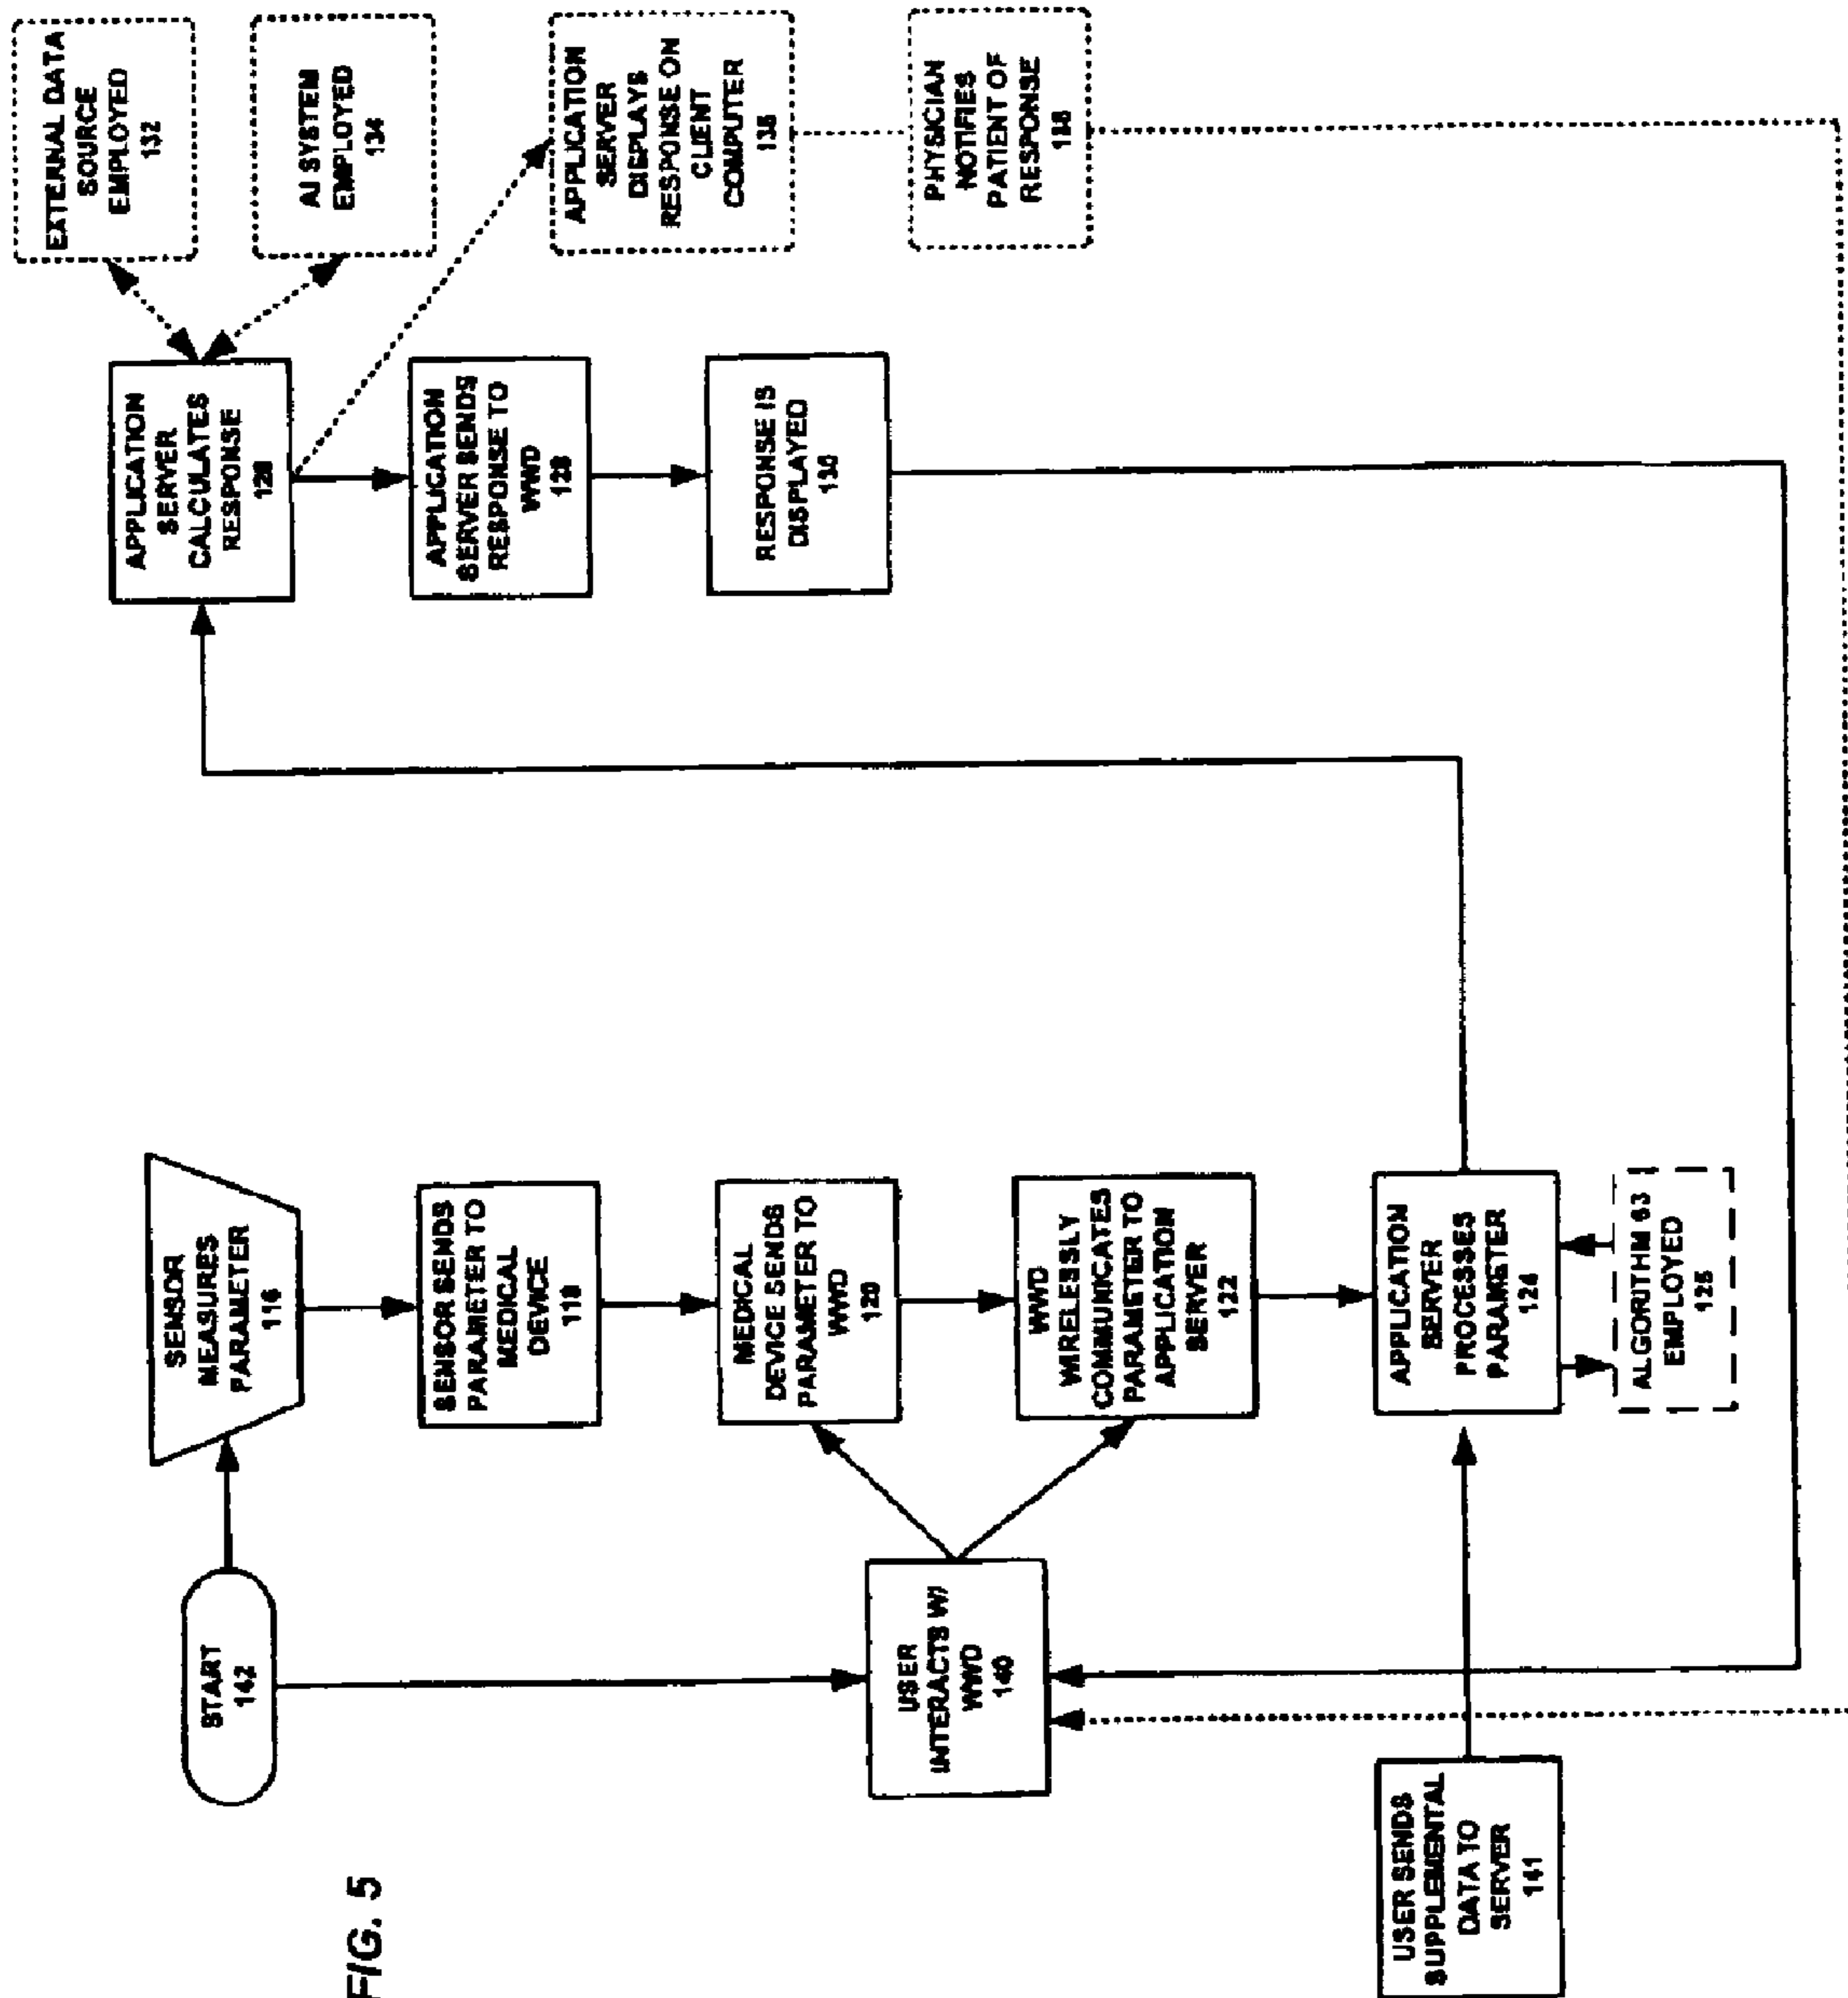 FIG. 5
START
142
SENSOR
MEASURES
PARAMETER
116
SENSOR SENDS
PARAMETER TO
MEDICAL
DEVICE
118
MEDICAL
DEVICE SENDS
PARAMETER TO
WWD
120
WWD
WIRELESSLY
COMMUNICATES
PARAMETER TO
APPLICATION
SERVER
122
USER
INTERACTS W/
WWD
140
USER SENDS
SUPPLEMENTAL
DATA TO
SERVER
141
APPLICATION
SERVER
PROCESSES
PARAMETER
124
ALGORITHM 63
EMPLOYED
125
APPLICATION
SERVER
CALCULATES
RESPONSE
126
APPLICATION
SERVER SENDS
RESPONSE TO
WWD
128
RESPONSE IS
DISPLAYED
130
EXTERNAL DATA
SOURCE
EMPLOYED
132
AI SYSTEM
EMPLOYED
134
APPLICATION
SERVER
DISPLAYS
RESPONSE ON
CLIENT
COMPUTER
136
PHYSICIAN
NOTIFIES
PATIENT OF
RESPONSE
138